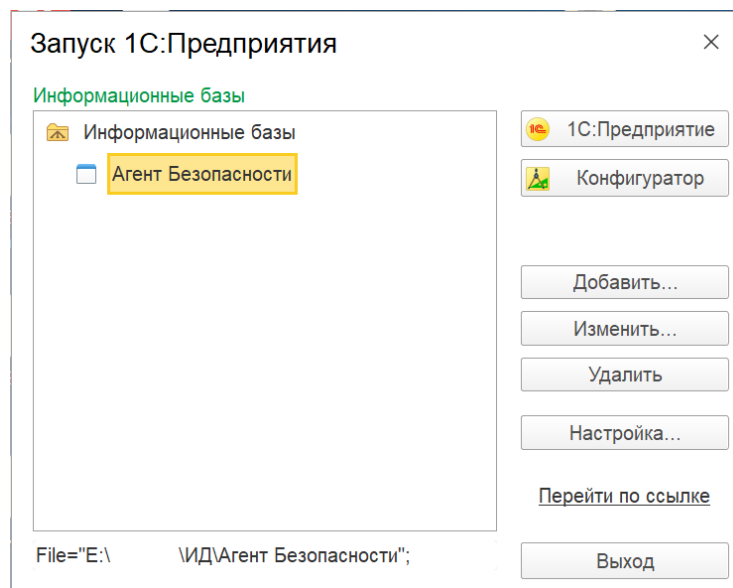 Запуск 1С:Предприятия
Информационные базы
Информационные базы
Агент Безопасности
1С:Предприятие
Конфигуратор
Добавить...
Изменить...
Удалить
Настройка...
Перейти по ссылке
File="E:\ \ИД\Агент Безопасности";
Выход